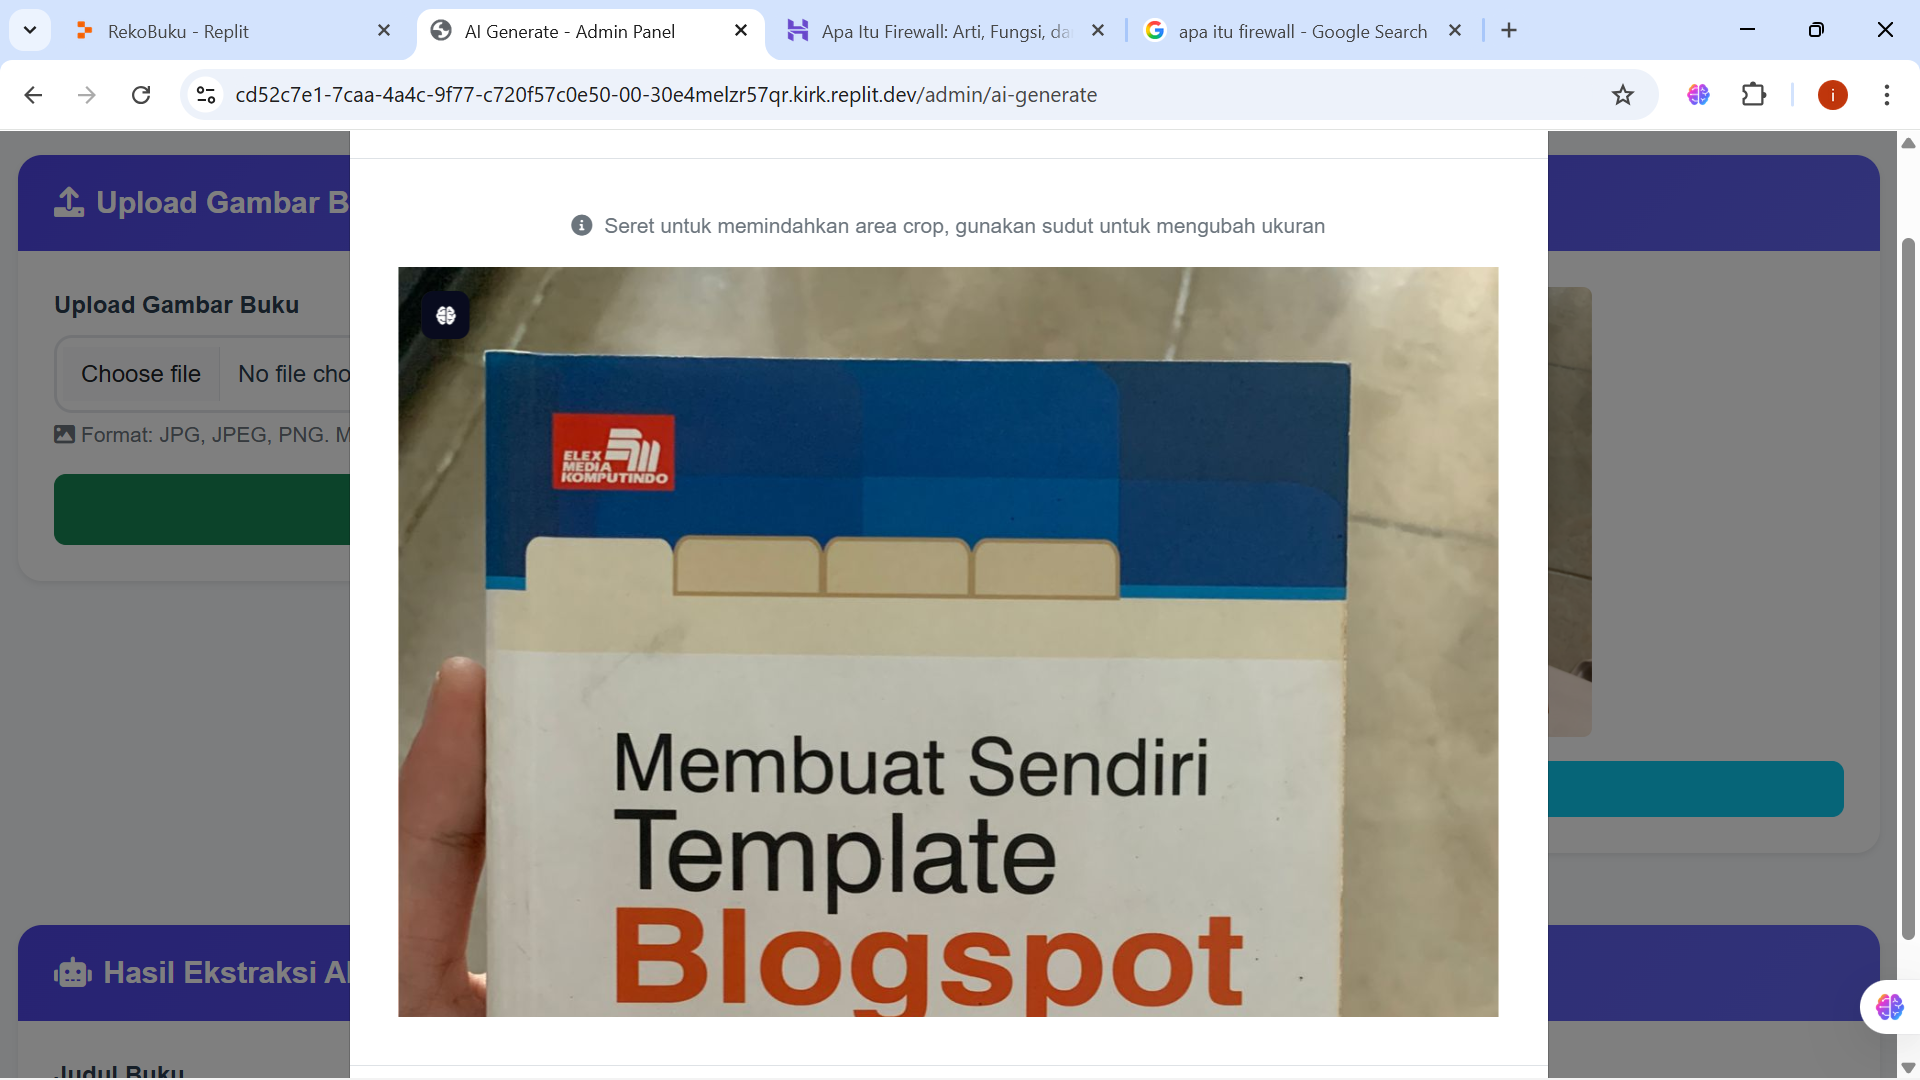 RekoBuku - Replit
AI Generate - Admin Panel
Apa Itu Firewall: Arti, Fungsi, da
apa itu firewall - Google Search
cd52c7e1-7caa-4a4c-9f77-c720f57c0e50-00-30e4melzr57qr.kirk.replit.dev/admin/ai-generate
i
Upload Gambar B
Upload Gambar Buku
Choose file
No file cho
Format: JPG, JPEG, PNG. M
Seret untuk memindahkan area crop, gunakan sudut untuk mengubah ukuran
ELEX
MEDIA
KOMPUTINDO
Membuat Sendiri
Template
Blogspot
Hasil Ekstraksi AI
Judul Buku